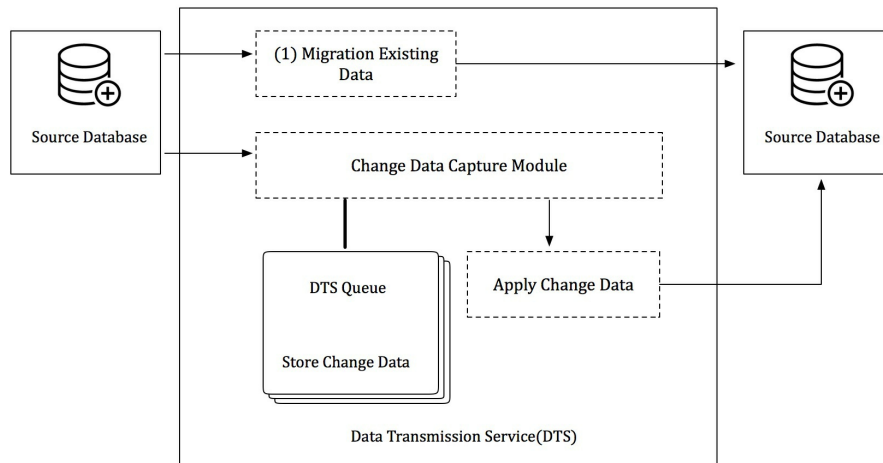 (1) Migration Existing
Data
Source Database
Source Database
Change Data Capture Module
DTS Queue
Apply Change Data
Store Change Data
Data Transmission Service(DTS)